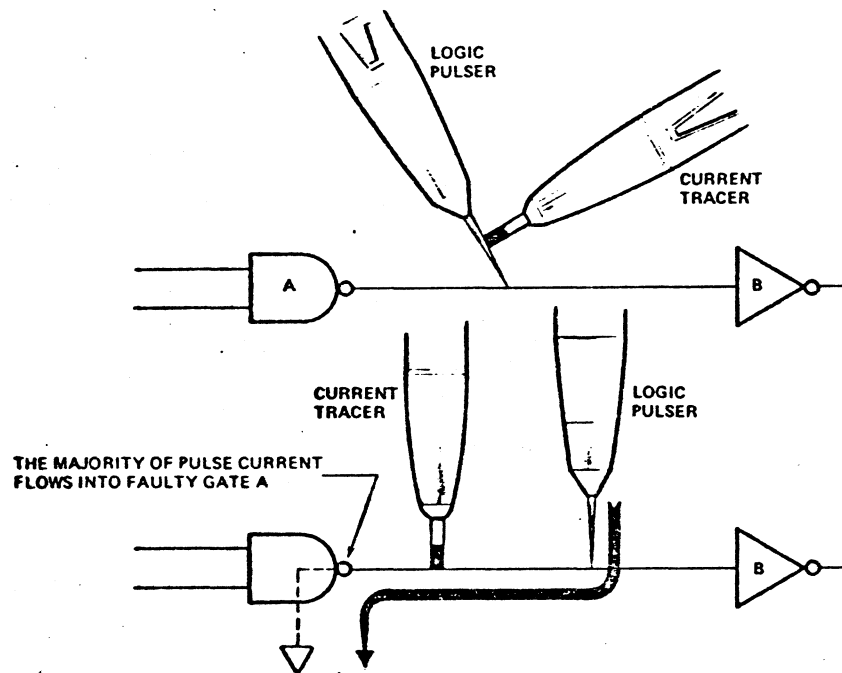 LOGIC
PULSER
CURRENT
TRACER
A
B
CURRENT
TRACER
LOGIC
PULSER
THE MAJORITY OF PULSE CURRENT
FLOWS INTO FAULTY GATE A
B